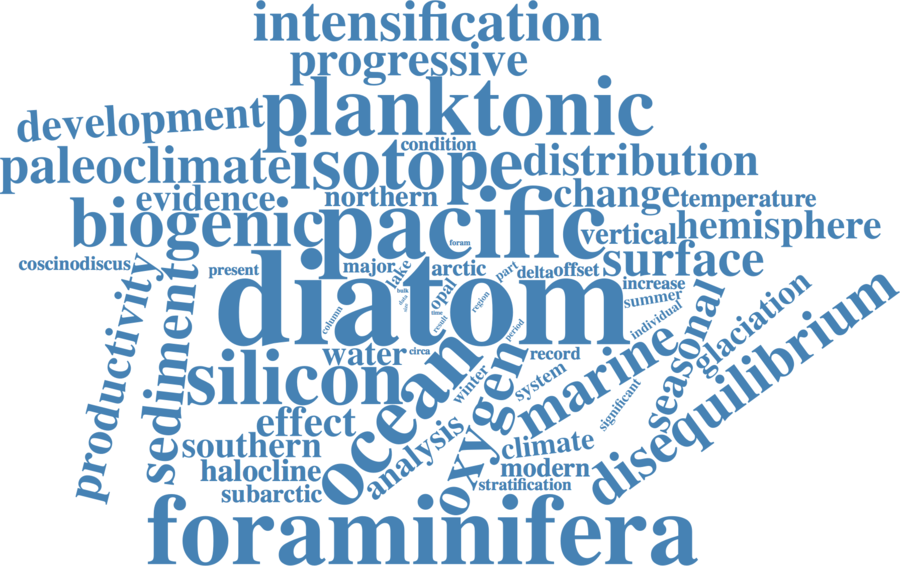 intensification
progressive
planktonic
development
condition
paleoclimate
isotope
distribution
evidence
northern
change
temperature
biogenic
pacific
vertical
hemisphere
foram
coscinodiscus
present
major
lake
arctic
part
delta
offset
surface
diatom
bulk
data
opal
time
region
increase
summer
column
result
period
individual
productivity
sediment
seasonal
glaciation
silicon
water
circa
ocean
record
marine
disequilibrium
winter
oxygen
system
significant
effect
southern
analysis
climate
halocline
modern
subarctic
stratification
foraminifera